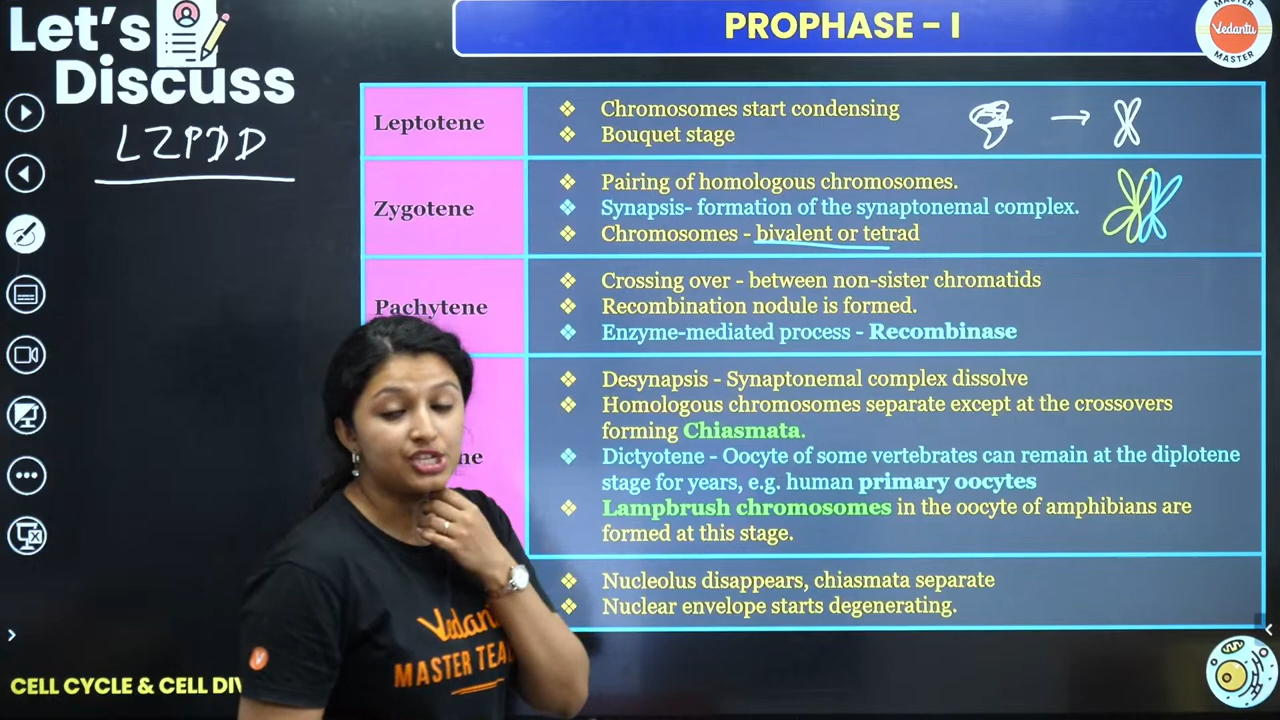 Let's
Discuss
LZPDD
PROPHASE – I
MASTER
Vedantu
MASTER
Leptotene
❖ Chromosomes start condensing
❖ Bouquet stage
Zygotene
❖ Pairing of homologous chromosomes.
❖ Synapsis- formation of the synaptonemal complex.
❖ Chromosomes - bivalent or tetrad
Pachytene
❖ Crossing over - between non-sister chromatids
❖ Recombination nodule is formed.
❖ Enzyme-mediated process - Recombinase
ne
❖ Desynapsis - Synaptonemal complex dissolve
❖ Homologous chromosomes separate except at the crossovers
forming Chiasmata.
❖ Dictyotene - Oocyte of some vertebrates can remain at the diplotene
stage for years, e.g. human primary oocytes
❖ Lampbrush chromosomes in the oocyte of amphibians are
formed at this stage.
❖ Nucleolus disappears, chiasmata separate
❖ Nuclear envelope starts degenerating.
Vedant
MASTER TEA
CELL CYCLE & CELL DIV